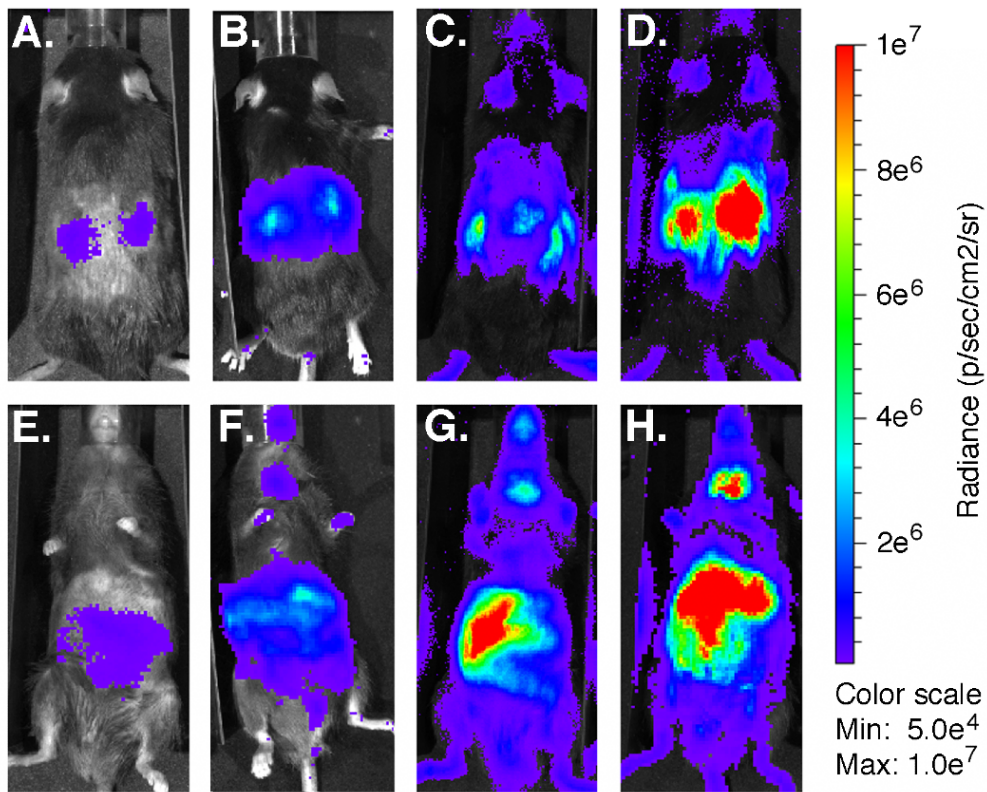 A. B. C. D.
1e⁷
8e⁶
6e⁶
4e⁶
2e⁶
Radiance (p/sec/cm2/sr)
E. F. G. H.
Color scale
Min: 5.0e⁴
Max: 1.0e⁷